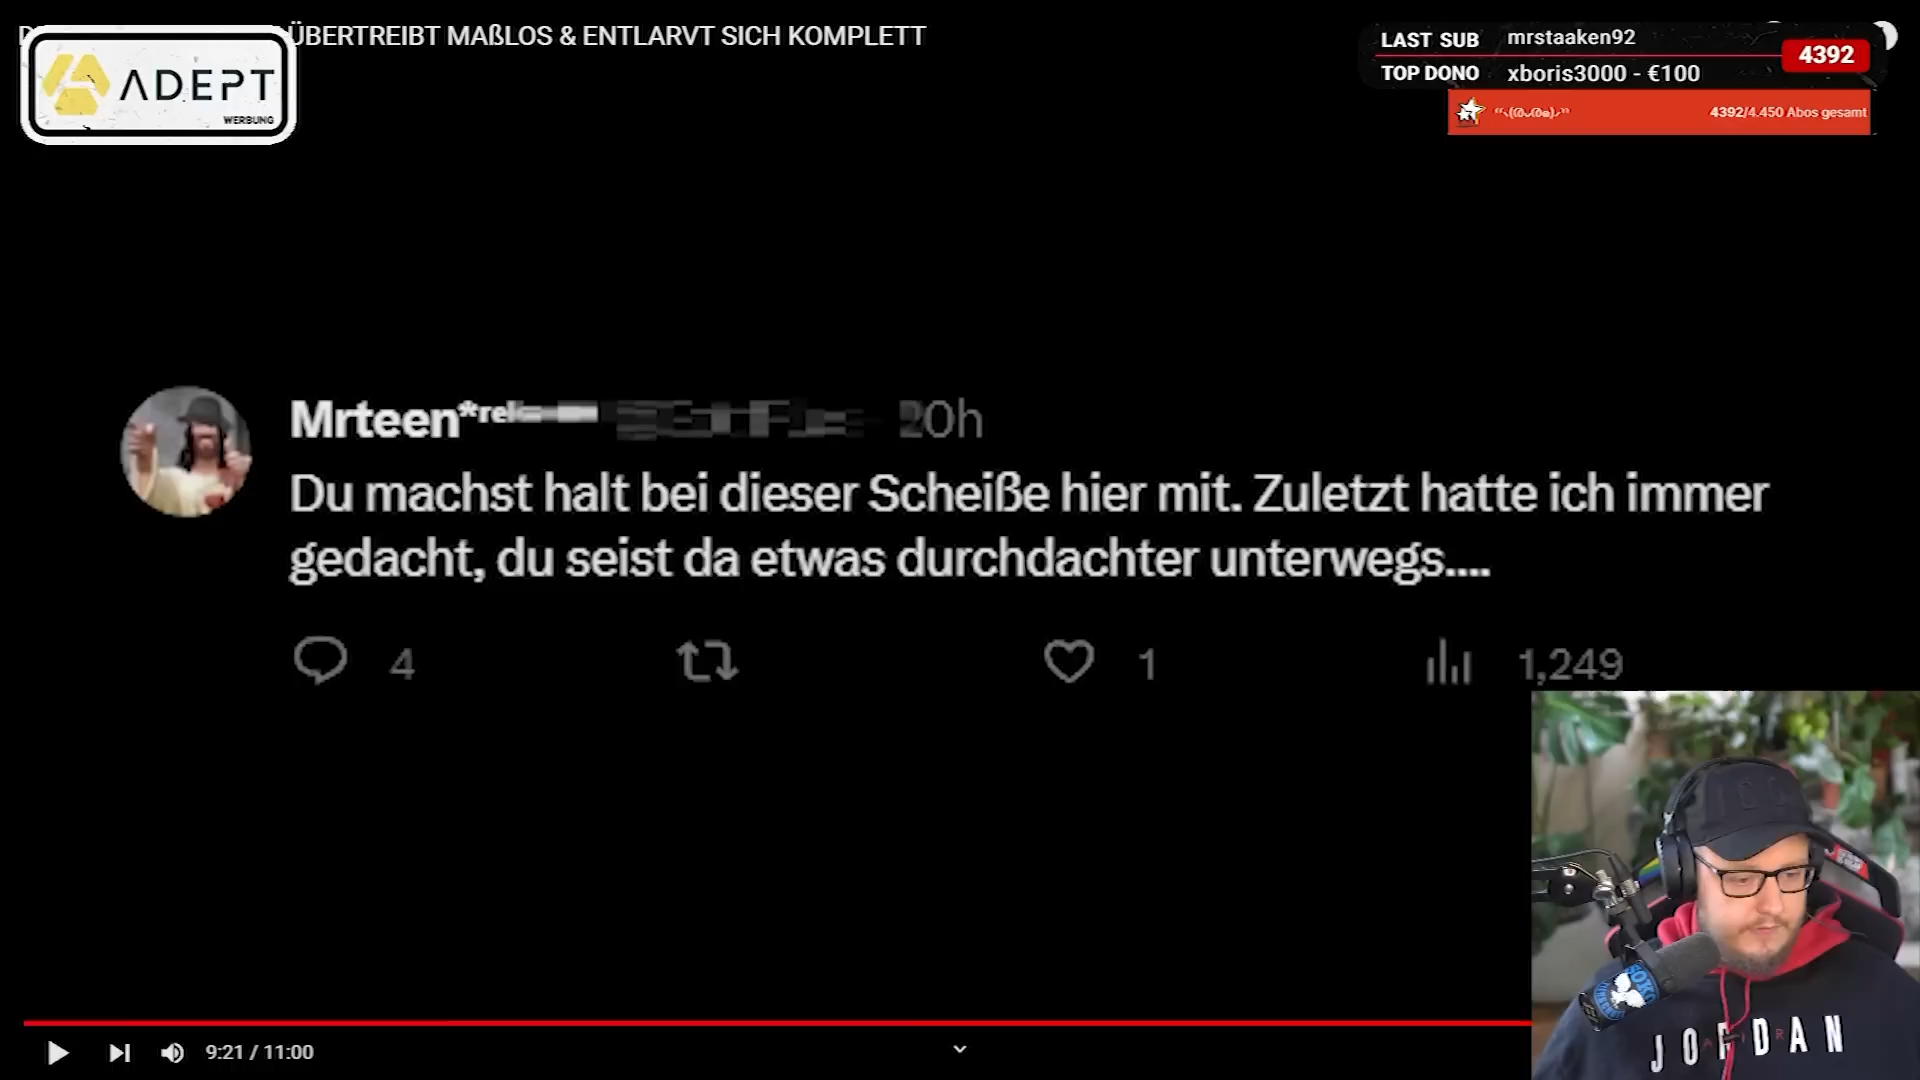 ÜBERTREIBT MAßLOS & ENTLARVT SICH KOMPLETT
ADEPT
WERBUNG
LAST SUB mrstaaken92
TOP DONO xboris3000 - €100
4392
4392/4.450 Abos gesamt
Mrteen*rel 20h
Du machst halt bei dieser Scheiße hier mit. Zuletzt hatte ich immer
gedacht, du seist da etwas durchdachter unterwegs....
4 1 1,249
JORDAN
9:21 / 11:00